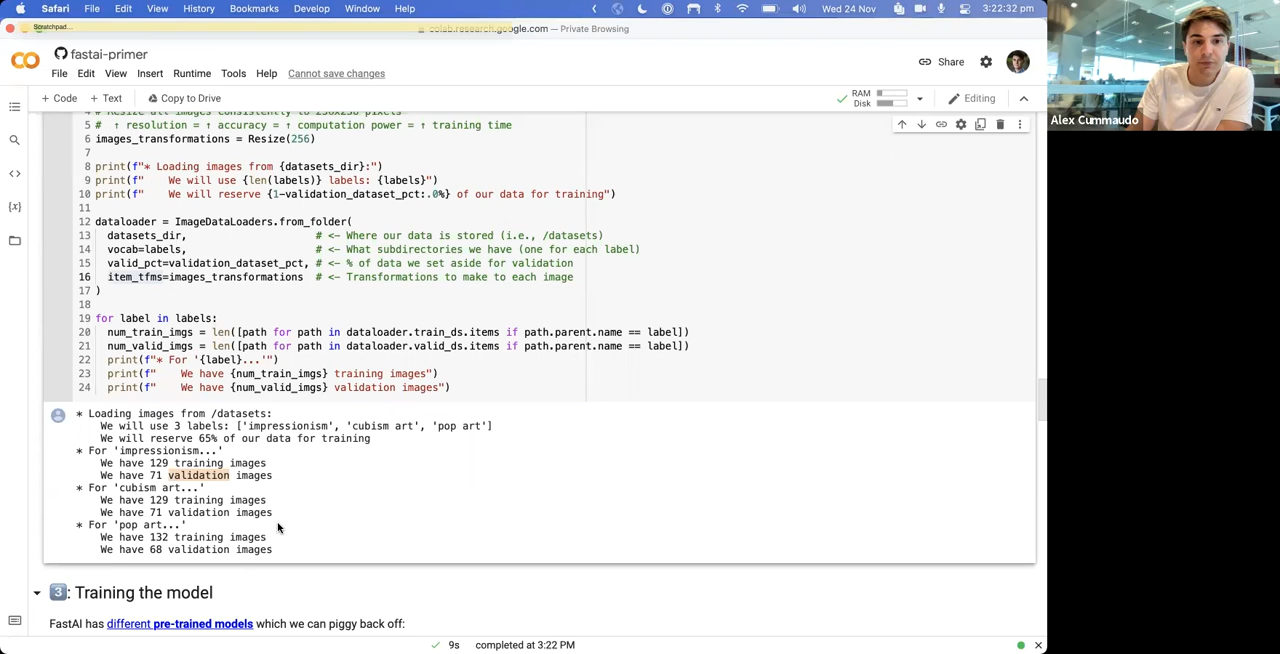 Safari File Edit View History Bookmarks Develop Window Help Wed 24 Nov 3:22:32 pm
Scratchpad...
colab.research.google.com — Private Browsing
fastai-primer
File Edit View Insert Runtime Tools Help Cannot save changes
Share
+ Code + Text Copy to Drive
RAM
Disk
Editing
4 # Resize all images consistently to 256x256 pixels
5 # ↑ resolution = ↑ accuracy = ↑ computation power = ↑ training time
6 images_transformations = Resize(256)
7
8 print(f"* Loading images from {datasets_dir}:")
9 print(f" We will use {len(labels)} labels: {labels}")
10 print(f" We will reserve {1-validation_dataset_pct:.0%} of our data for training")
11
12 dataloader = ImageDataLoaders.from_folder(
13 datasets_dir, # <- Where our data is stored (i.e., /datasets)
14 vocab=labels, # <- What subdirectories we have (one for each label)
15 valid_pct=validation_dataset_pct, # <- % of data we set aside for validation
16 item_tfms=images_transformations # <- Transformations to make to each image
17 )
18
19 for label in labels:
20 num_train_imgs = len([path for path in dataloader.train_ds.items if path.parent.name == label])
21 num_valid_imgs = len([path for path in dataloader.valid_ds.items if path.parent.name == label])
22 print(f"* For '{label}...'")
23 print(f" We have {num_train_imgs} training images")
24 print(f" We have {num_valid_imgs} validation images")
* Loading images from /datasets:
We will use 3 labels: ['impressionism', 'cubism art', 'pop art']
We will reserve 65% of our data for training
* For 'impressionism...'
We have 129 training images
We have 71 validation images
* For 'cubism art...'
We have 129 training images
We have 71 validation images
* For 'pop art...'
We have 132 training images
We have 68 validation images
3: Training the model
FastAI has different pre-trained models which we can piggy back off:
9s completed at 3:22 PM
Alex Cummaudo